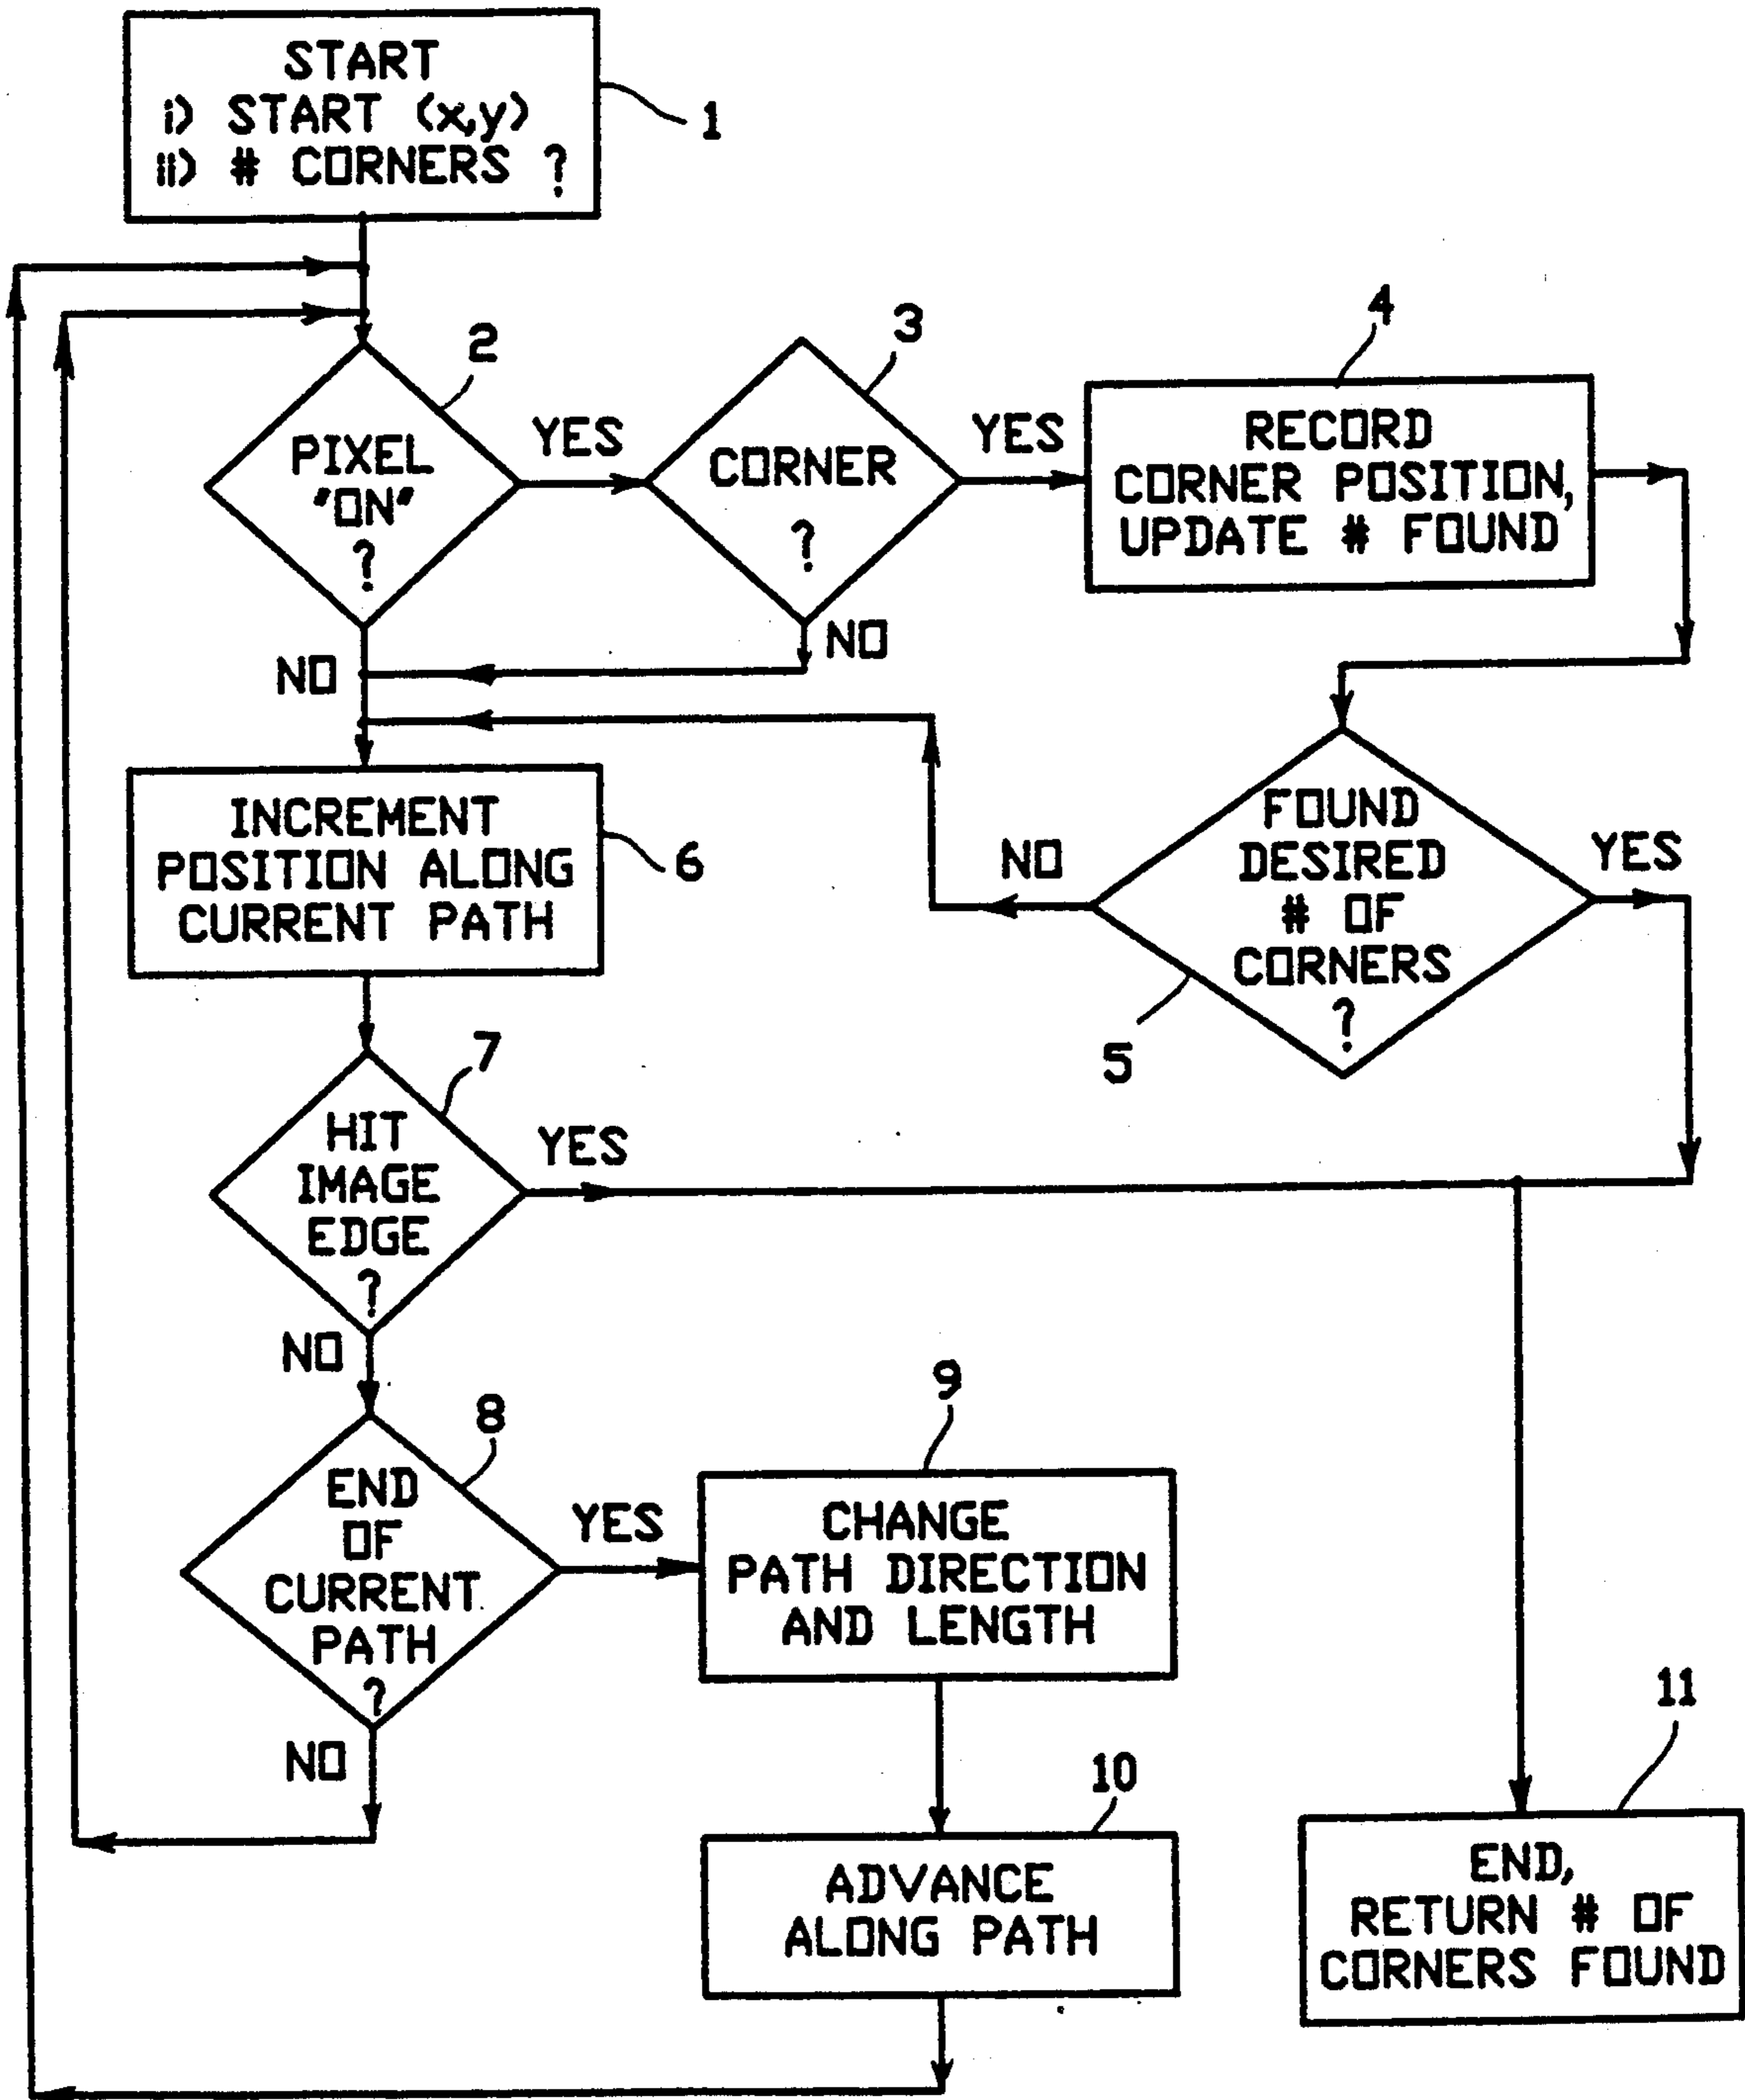 START
i) START (x,y)
ii) # CORNERS ?
1
2
PIXEL
"ON"
?
YES
NO
3
CORNER
?
YES
NO
4
RECORD
CORNER POSITION,
UPDATE # FOUND
FOUND
DESIRED
# OF
CORNERS
?
5
NO
YES
INCREMENT
POSITION ALONG
CURRENT PATH
6
7
HIT
IMAGE
EDGE
?
YES
NO
8
END
OF
CURRENT
PATH
?
YES
NO
9
CHANGE
PATH DIRECTION
AND LENGTH
10
ADVANCE
ALONG PATH
11
END,
RETURN # OF
CORNERS FOUND